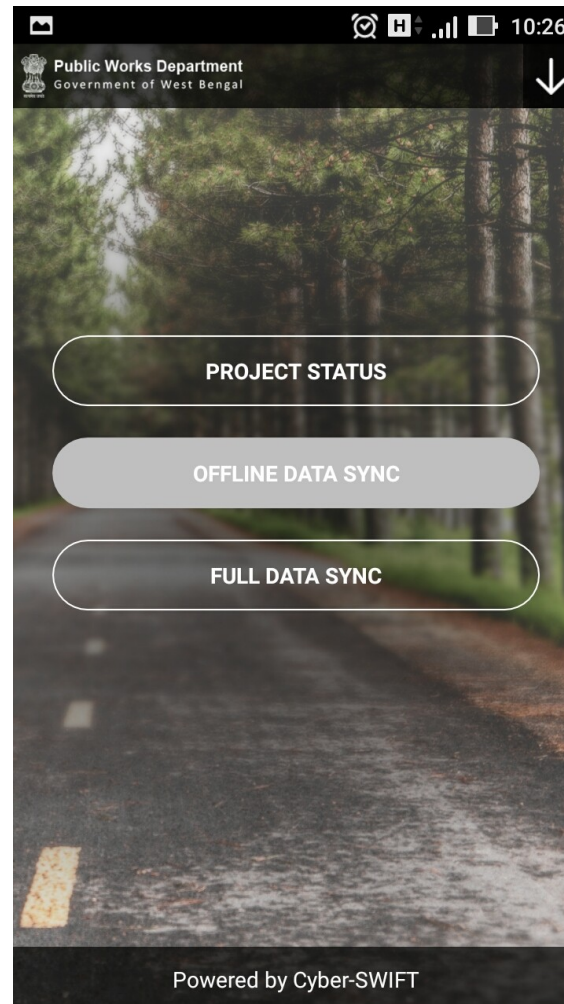 H 10:26
Public Works Department
Government of West Bengal
PROJECT STATUS
OFFLINE DATA SYNC
FULL DATA SYNC
Powered by Cyber-SWIFT